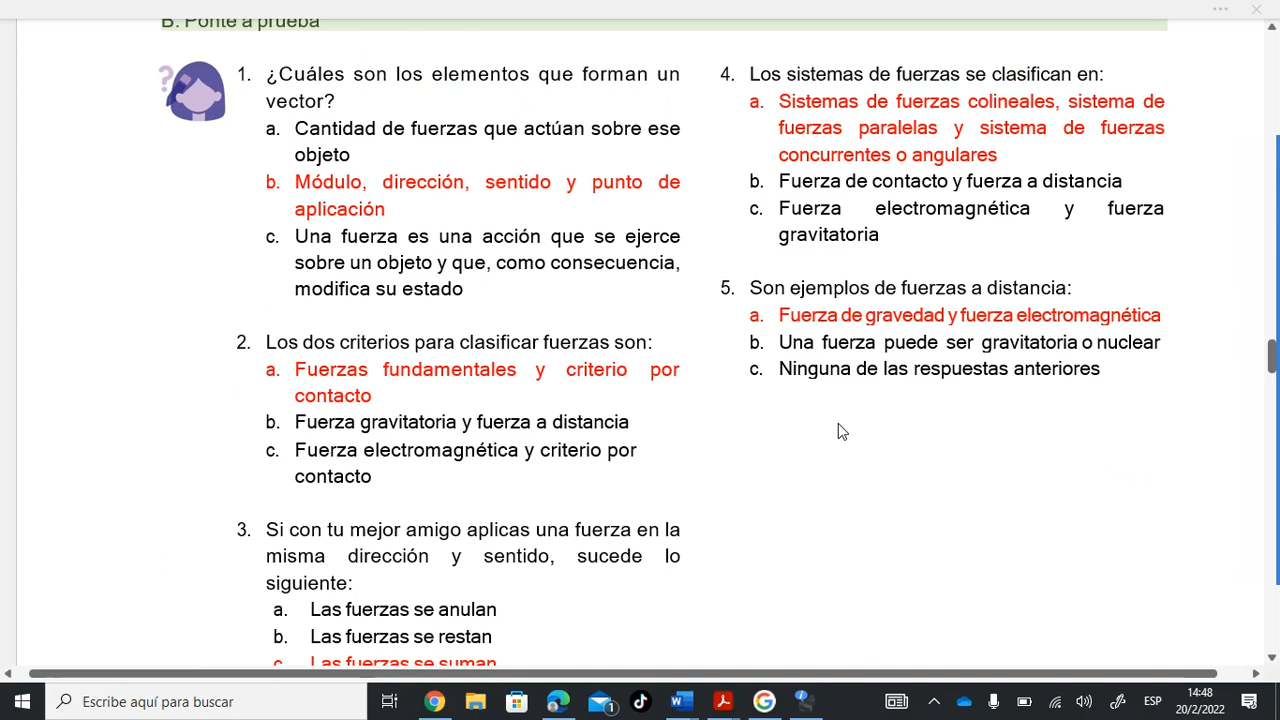 B. Ponte a prueba
1. ¿Cuáles son los elementos que forman un
vector?
a. Cantidad de fuerzas que actúan sobre ese
objeto
b. Módulo, dirección, sentido y punto de
aplicación
c. Una fuerza es una acción que se ejerce
sobre un objeto y que, como consecuencia,
modifica su estado
2. Los dos criterios para clasificar fuerzas son:
a. Fuerzas fundamentales y criterio por
contacto
b. Fuerza gravitatoria y fuerza a distancia
c. Fuerza electromagnética y criterio por
contacto
3. Si con tu mejor amigo aplicas una fuerza en la
misma dirección y sentido, sucede lo
siguiente:
a. Las fuerzas se anulan
b. Las fuerzas se restan
c. Las fuerzas se suman
4. Los sistemas de fuerzas se clasifican en:
a. Sistemas de fuerzas colineales, sistema de
fuerzas paralelas y sistema de fuerzas
concurrentes o angulares
b. Fuerza de contacto y fuerza a distancia
c. Fuerza electromagnética y fuerza
gravitatoria
5. Son ejemplos de fuerzas a distancia:
a. Fuerza de gravedad y fuerza electromagnética
b. Una fuerza puede ser gravitatoria o nuclear
c. Ninguna de las respuestas anteriores
Escribe aquí para buscar
1
ESP
14:48
20/2/2022